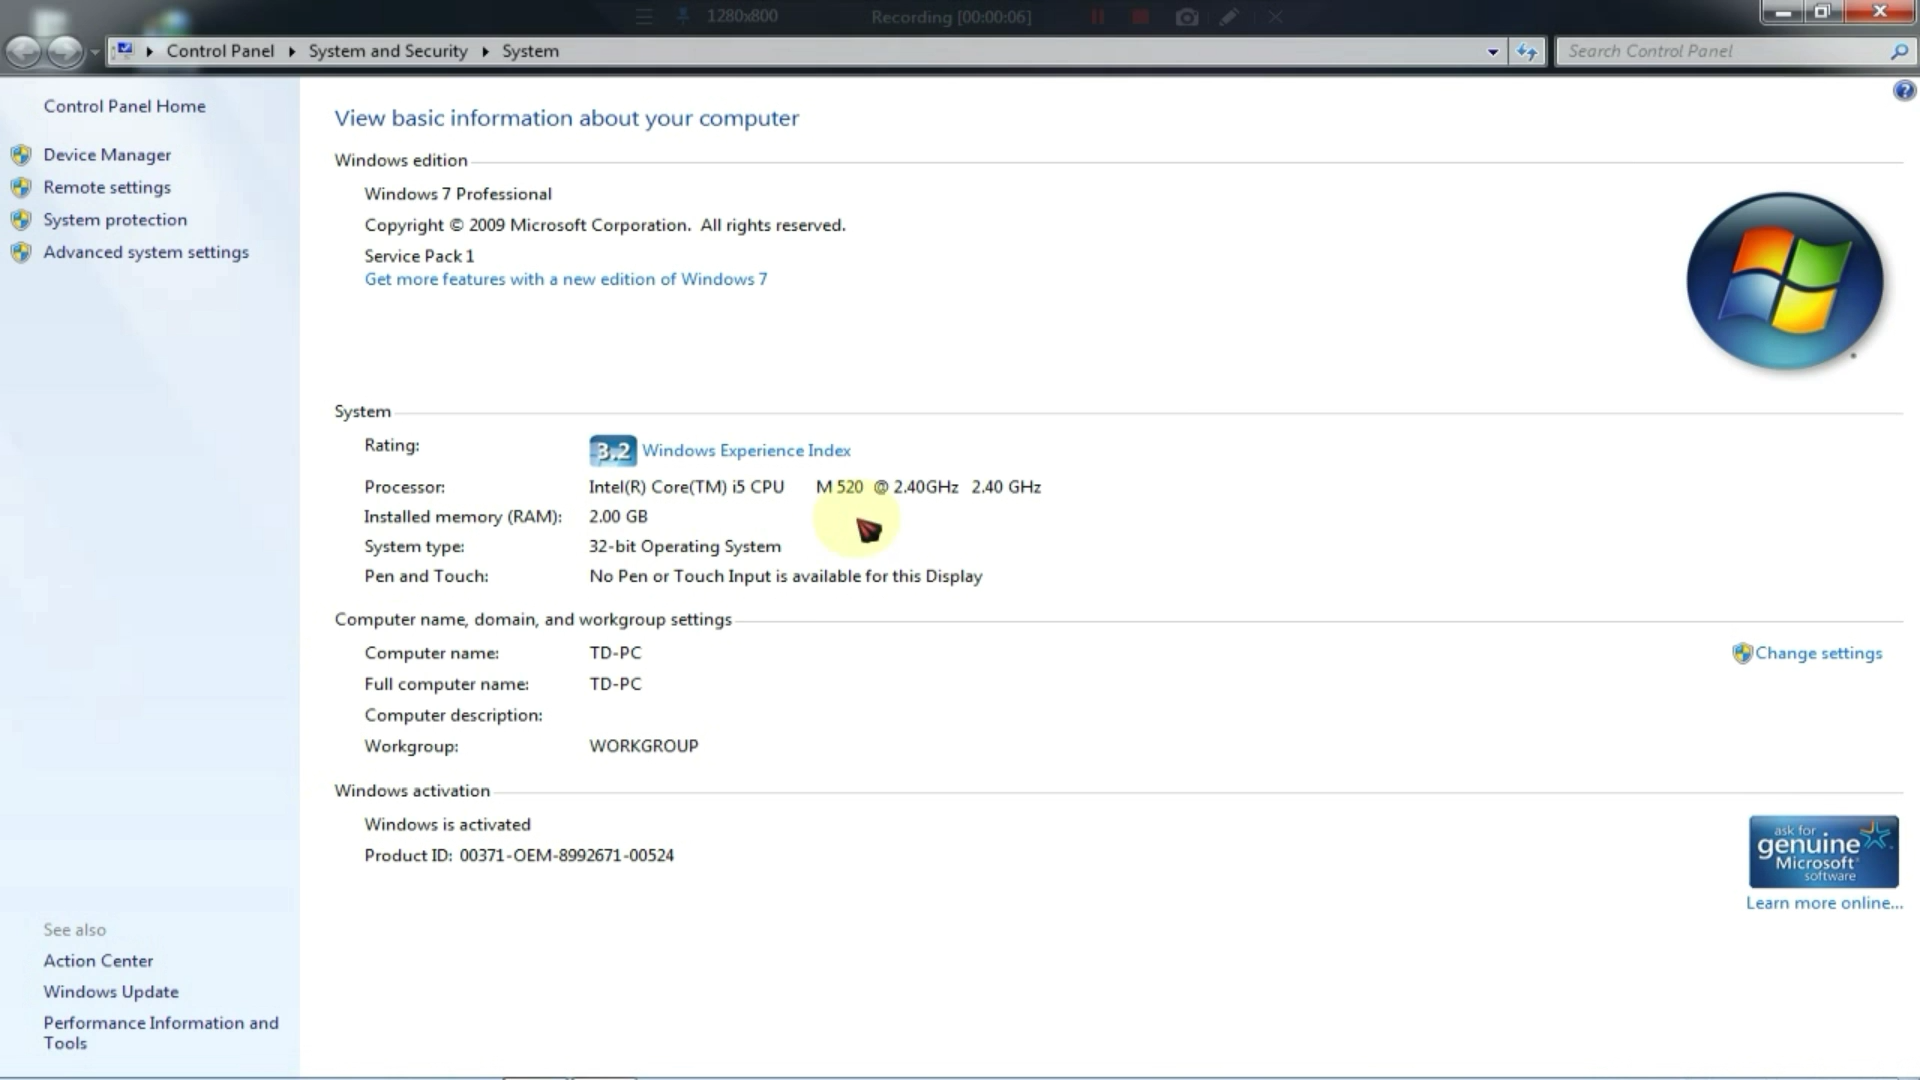 1280x800 Recording [00:00:06]
Control Panel System and Security System Search Control Panel
Control Panel Home
Device Manager
Remote settings
System protection
Advanced system settings
View basic information about your computer
Windows edition
Windows 7 Professional
Copyright © 2009 Microsoft Corporation. All rights reserved.
Service Pack 1
Get more features with a new edition of Windows 7
System
Rating: 3.2 Windows Experience Index
Processor: Intel(R) Core(TM) i5 CPU M 520 @ 2.40GHz 2.40 GHz
Installed memory (RAM): 2.00 GB
System type: 32-bit Operating System
Pen and Touch: No Pen or Touch Input is available for this Display
Computer name, domain, and workgroup settings
Computer name: TD-PC Change settings
Full computer name: TD-PC
Computer description:
Workgroup: WORKGROUP
Windows activation
Windows is activated
Product ID: 00371-OEM-8992671-00524
ask for
genuine
Microsoft
software
Learn more online...
See also
Action Center
Windows Update
Performance Information and
Tools